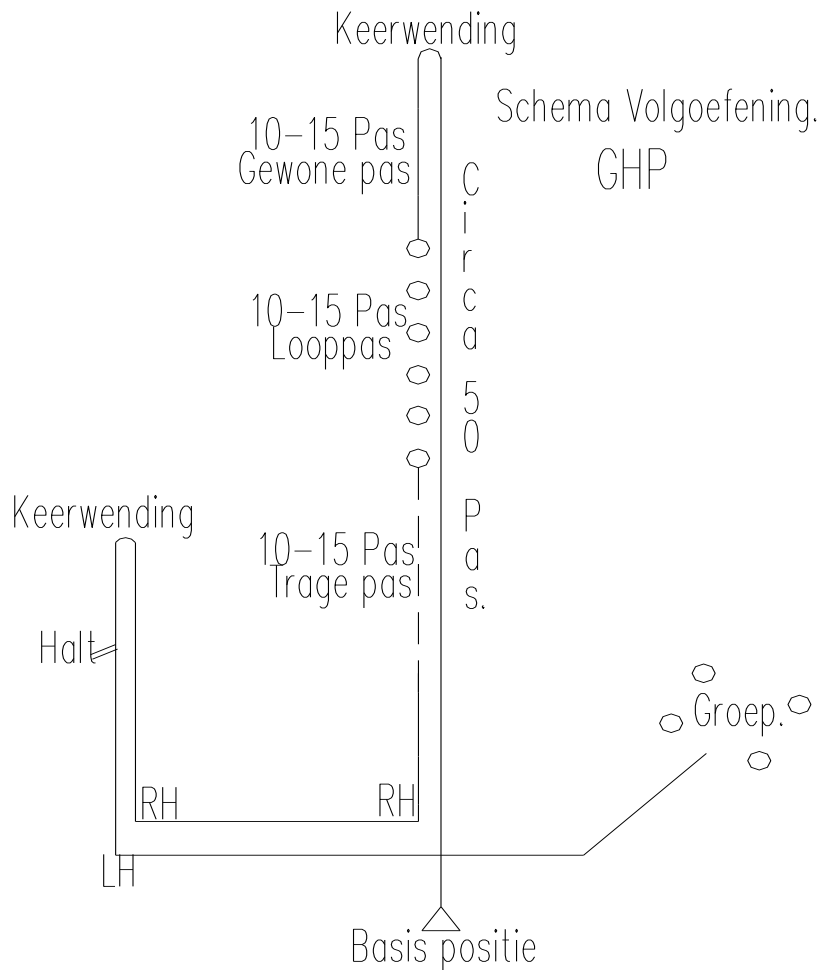 Keerwending
Schema Volgoefening.
GHP
10-15 Pas
Gewone pas
Circa 50 Pas.
10-15 Pas
Looppas
Keerwending
10-15 Pas
Trage pas
Halt
Groep.
RH
RH
LH
Basis positie